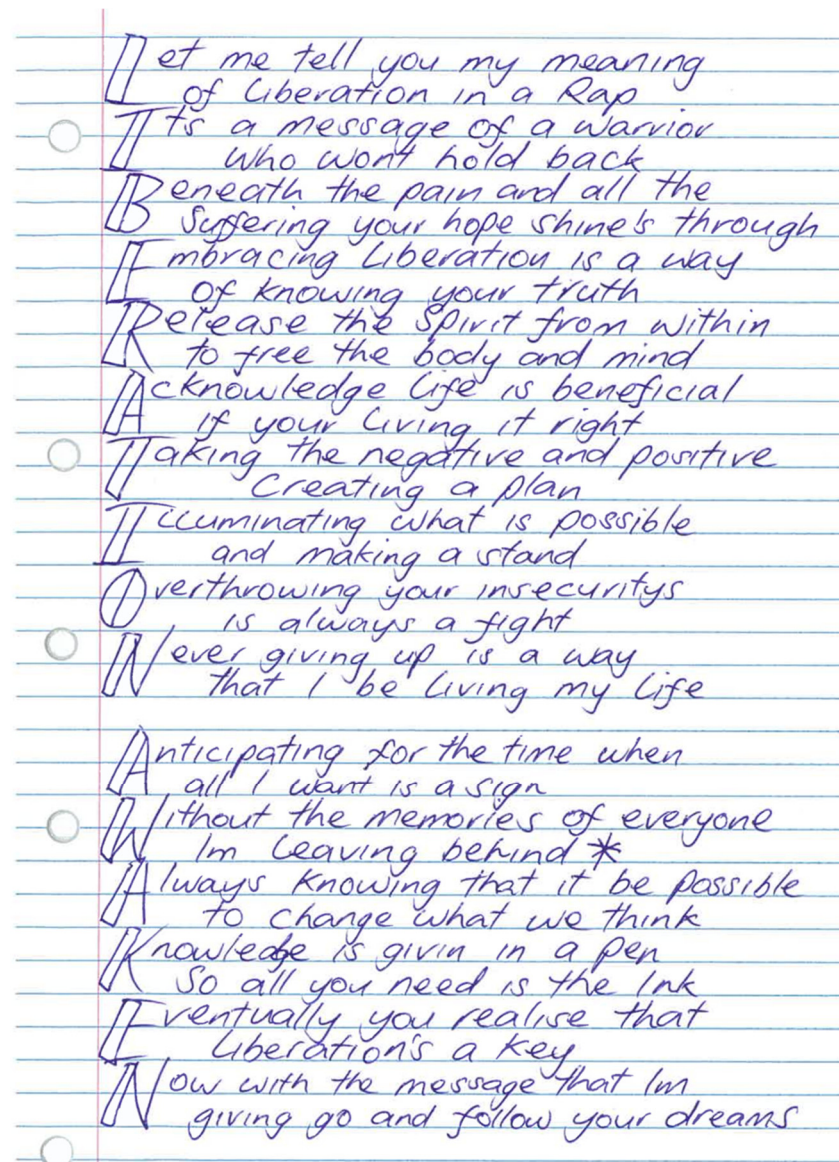 Let me tell you my meaning
of Liberation in a Rap
Its a message of a warrior
who wont hold back
Beneath the pain and all the
Suffering your hope shine's through
Embracing Liberation is a way
of knowing your truth
Release the Spirit from within
to free the body and mind
Acknowledge Life is beneficial
if your Living it right
Taking the negative and positive
Creating a plan
Illuminating what is possible
and making a stand
Overthrowing your insecuritys
is always a fight
Never giving up is a way
that I be Living my Life
Anticipating for the time when
all I want is a sign
Without the memories of everyone
Im Leaving behind *
Always Knowing that it be possible
to change what we think
Knowledge is givin in a pen
So all you need is the Ink
Eventually you realise that
Liberation's a Key
Now with the message that Im
giving go and follow your dreams